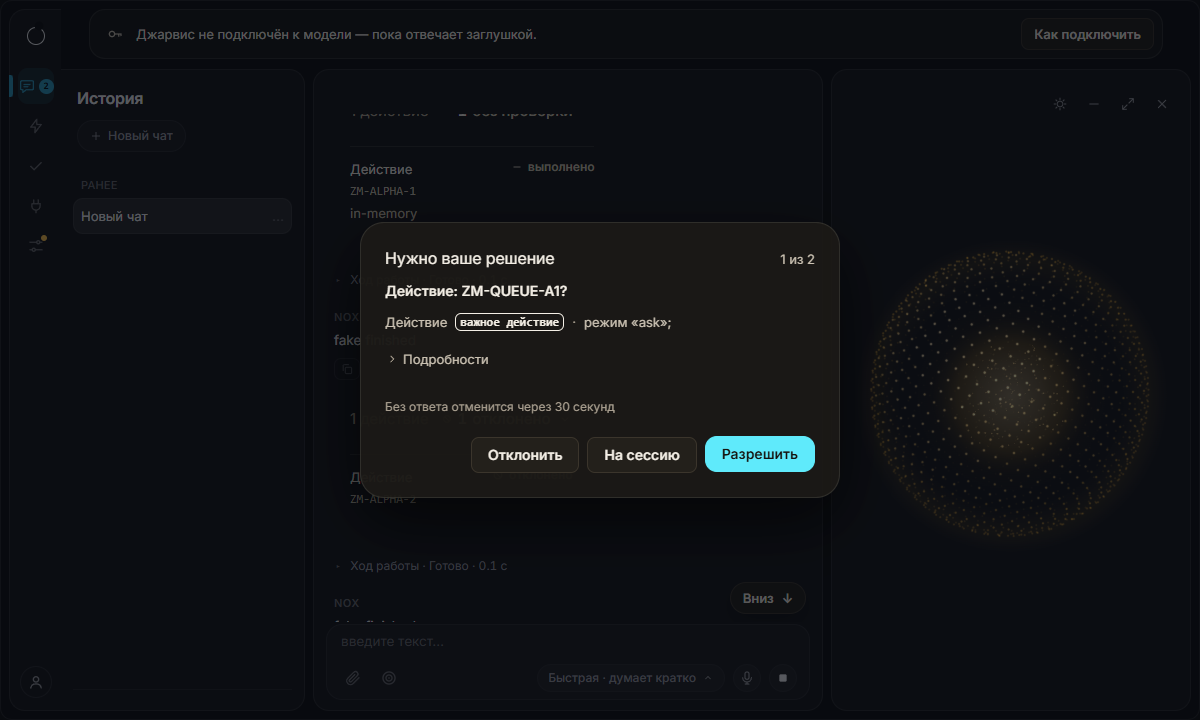 Джарвис не подключён к модели — пока отвечает заглушкой.
Как подключить
2
История
+ Новый чат
РАНЕЕ
Новый чат
...
Действие
— выполнено
ZM-ALPHA-1
in-memory
Нужно ваше решение
1 из 2
Действие: ZM-QUEUE-A1?
Действие важное действие · режим «ask»;
Подробности
Без ответа отменится через 30 секунд
Отклонить
На сессию
Разрешить
NOX
fake
1
ZM-ALPHA-2
Ход работы · Готово · 0.1 с
NOX
Вниз ↓
введите текст...
Быстрая · думает кратко